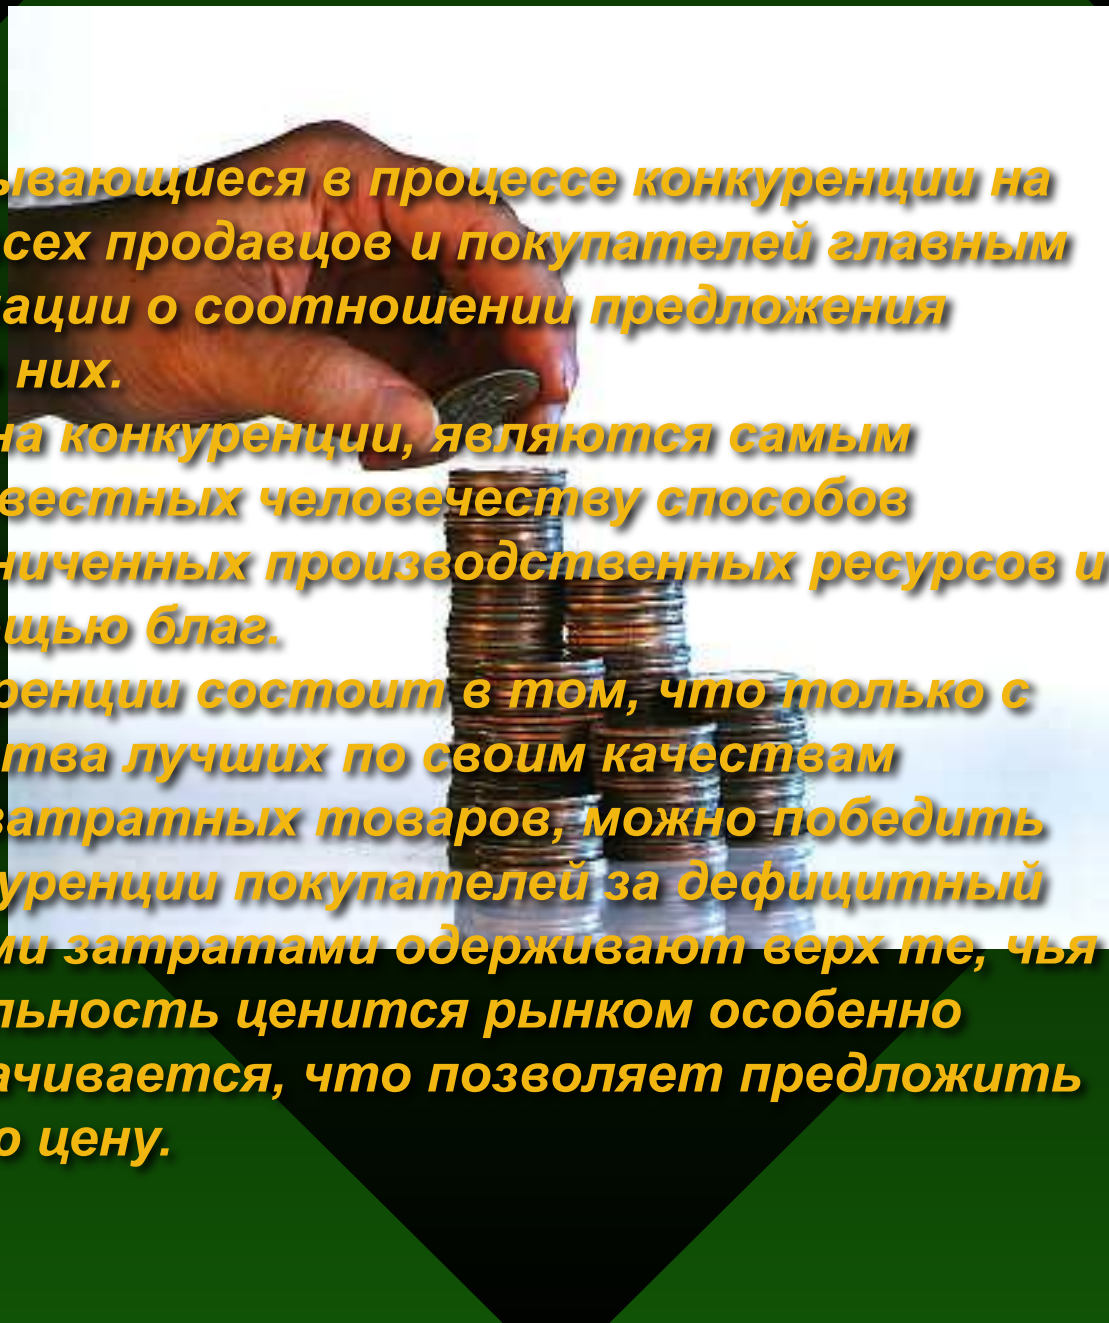 ывающиеся в процессе конкуренции на
сех продавцов и покупателей главным
ации о соотношении предложения
них.
на конкуренции, являются самым
вестных человечеству способов
ниченных производственных ресурсов и
щью благ.
ренции состоит в том, что только с
тва лучших по своим качествам
затратных товаров, можно победить
уренции покупателей за дефицитный
ми затратами одерживают верх те, чья
льность ценится рынком особенно
ачивается, что позволяет предложить
ю цену.